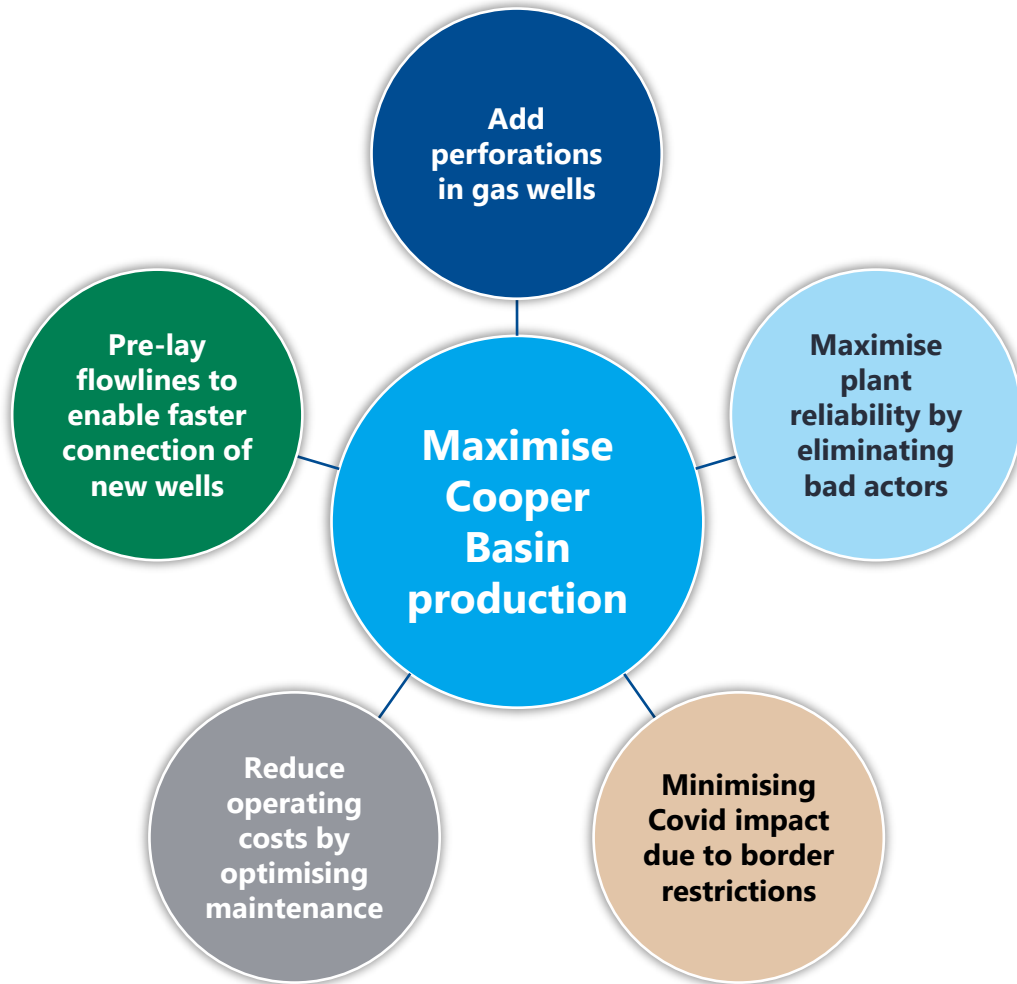 Add
perforations
in gas wells
Pre-lay
flowlines to
enable faster
connection of
new wells
Maximise
plant
reliability by
eliminating
bad actors
Maximise
Cooper
Basin
production
Reduce
operating
costs by
optimising
maintenance
Minimising
Covid impact
due to border
restrictions